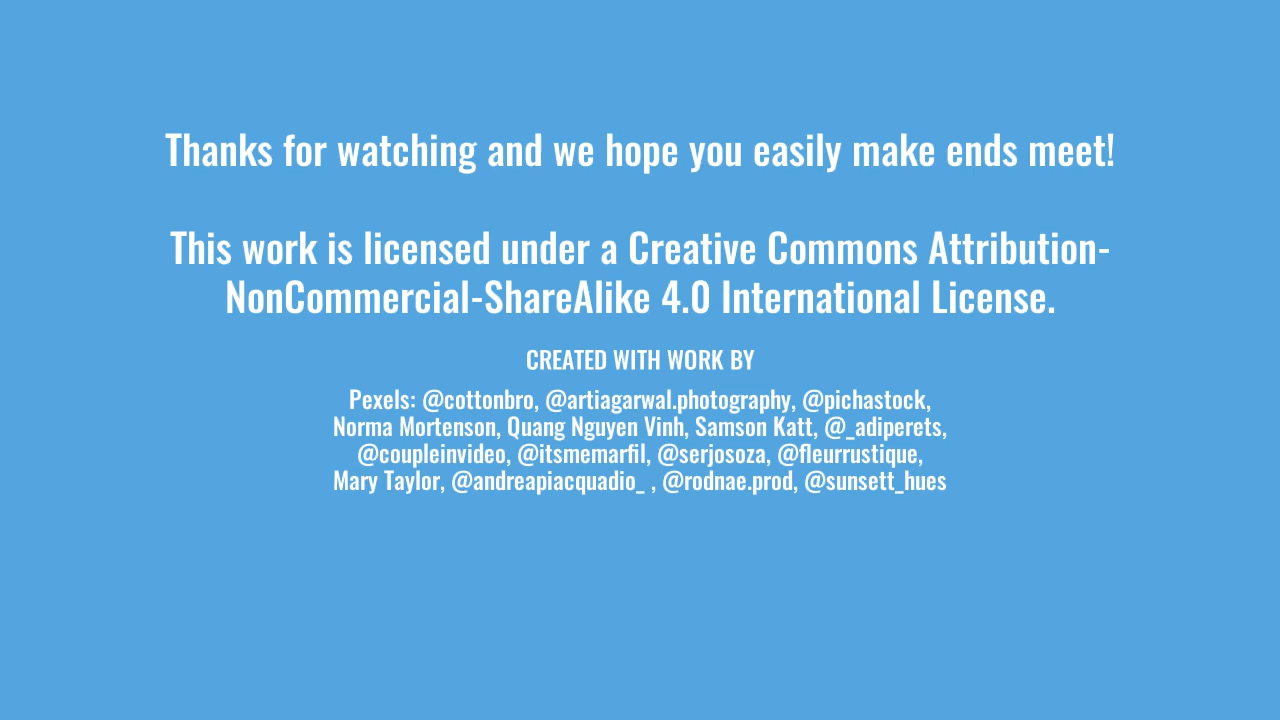 Thanks for watching and we hope you easily make ends meet!
This work is licensed under a Creative Commons Attribution-
NonCommercial-ShareAlike 4.0 International License.
CREATED WITH WORK BY
Pexels: @cottonbro, @artiagarwal.photography, @pichastock,
Norma Mortenson, Quang Nguyen Vinh, Samson Katt, @_adiperets,
@coupleinvideo, @itsmemarfil, @serjosoza, @fleurrustique,
Mary Taylor, @andreapiacquadio_ , @rodnae.prod, @sunsett_hues